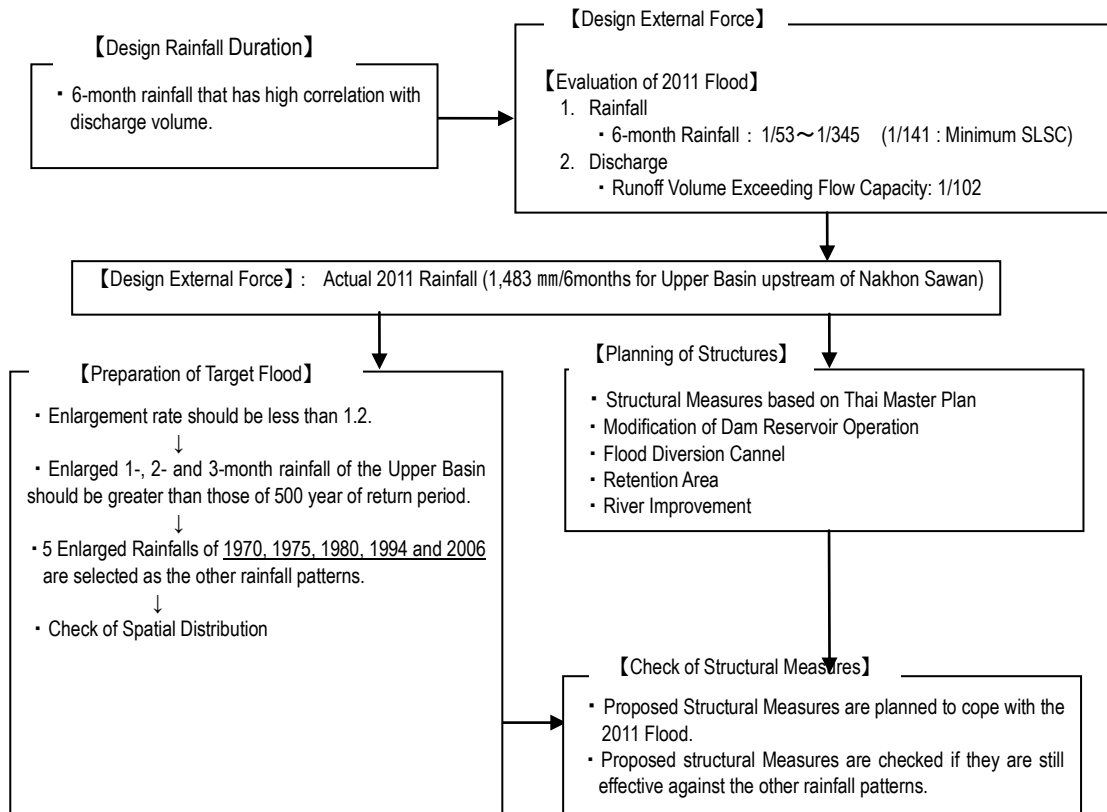 【Design Rainfall Duration】
・ 6-month rainfall that has high correlation with
discharge volume.
【Design External Force】
【Evaluation of 2011 Flood】
1. Rainfall
・ 6-month Rainfall : 1/53～1/345 (1/141 : Minimum SLSC)
2. Discharge
・ Runoff Volume Exceeding Flow Capacity: 1/102
【Design External Force】 : Actual 2011 Rainfall (1,483 ㎜/6months for Upper Basin upstream of Nakhon Sawan)
【Preparation of Target Flood】
・ Enlargement rate should be less than 1.2.
↓
・ Enlarged 1-, 2- and 3-month rainfall of the Upper Basin
should be greater than those of 500 year of return period.
↓
・ 5 Enlarged Rainfalls of 1970, 1975, 1980, 1994 and 2006
are selected as the other rainfall patterns.
↓
・ Check of Spatial Distribution
【Planning of Structures】
・ Structural Measures based on Thai Master Plan
・ Modification of Dam Reservoir Operation
・ Flood Diversion Cannel
・ Retention Area
・ River Improvement
【Check of Structural Measures】
・ Proposed Structural Measures are planned to cope with the
2011 Flood.
・ Proposed structural Measures are checked if they are still
effective against the other rainfall patterns.